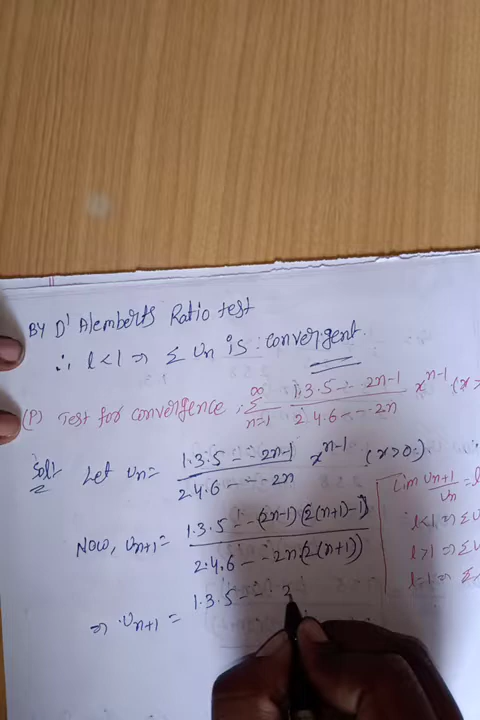 BY D' Alemberts Ratio test
∴ l<1 ⇒ Σ Un is convergent
(P) Test for convergence : ∞Σn=1 1.3.5 - - - 2n-1 / 2.4.6 - - - 2n x^n-1 (x>
Sol: Let Un = 1.3.5 - - - 2n-1 / 2.4.6 - - - 2n x^n-1 (x>0)
Now, Un+1 = 1.3.5 - - (2n-1)(2(n+1)-1) / 2.4.6 - - 2n(2(n+1))
⇒ Un+1 = 1.3.5 - - -
Lim Un+1 / Un = l
l<1 ⇒ Σ U
l>1 ⇒ Σ U
l=1 ⇒ Σ